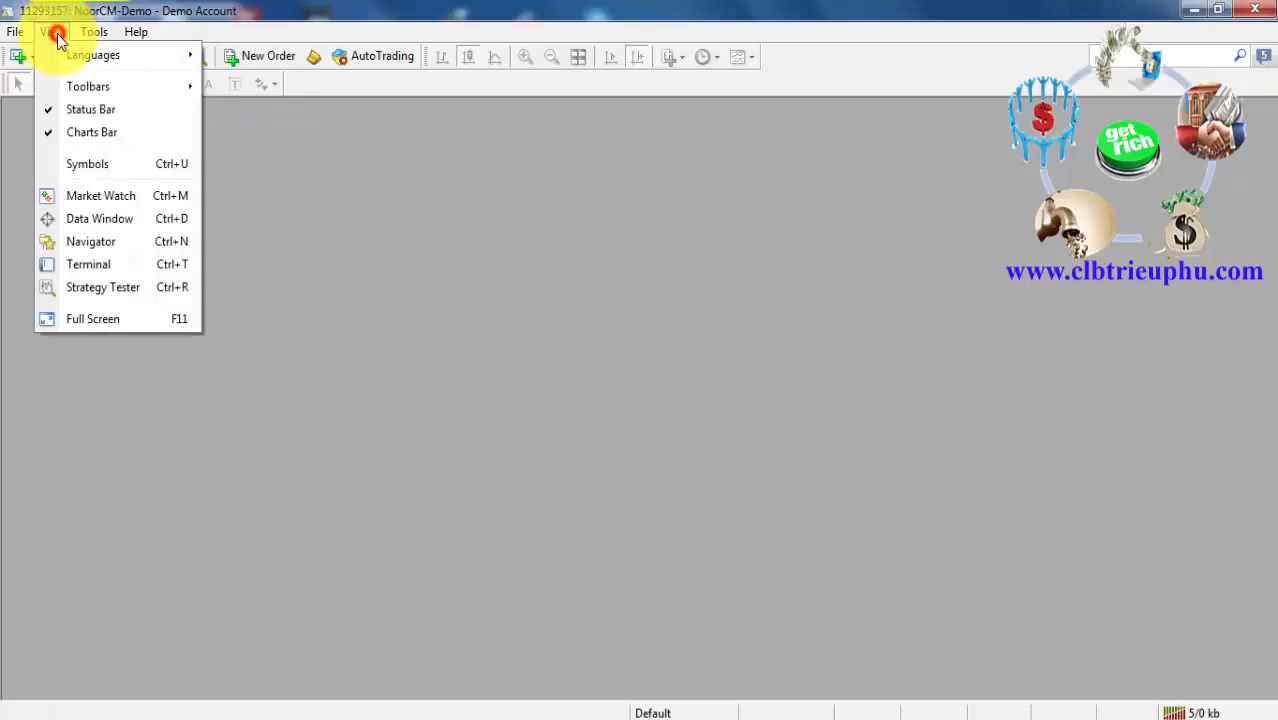 11293157: NoorCM-Demo - Demo Account
File
Tools
Help
New Order
AutoTrading
5
Languages
Toolbars
Status Bar
Charts Bar
Symbols Ctrl+U
Market Watch Ctrl+M
Data Window Ctrl+D
Navigator Ctrl+N
Terminal Ctrl+T
Strategy Tester Ctrl+R
Full Screen F11
get rich
www.clbtrieuphu.com
Default
5/0 kb